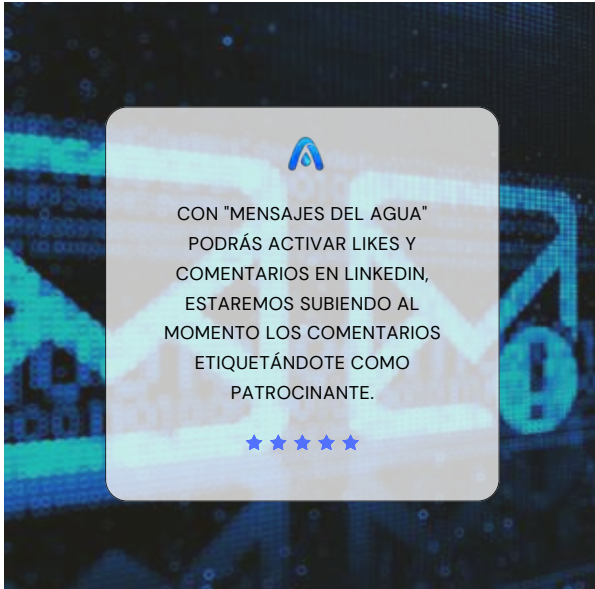 CON "MENSAJES DEL AGUA"
PODRÁS ACTIVAR LIKES Y
COMENTARIOS EN LINKEDIN,
ESTAREMOS SUBIENDO AL
MOMENTO LOS COMENTARIOS
ETIQUETÁNDOTE COMO
PATROCINANTE.